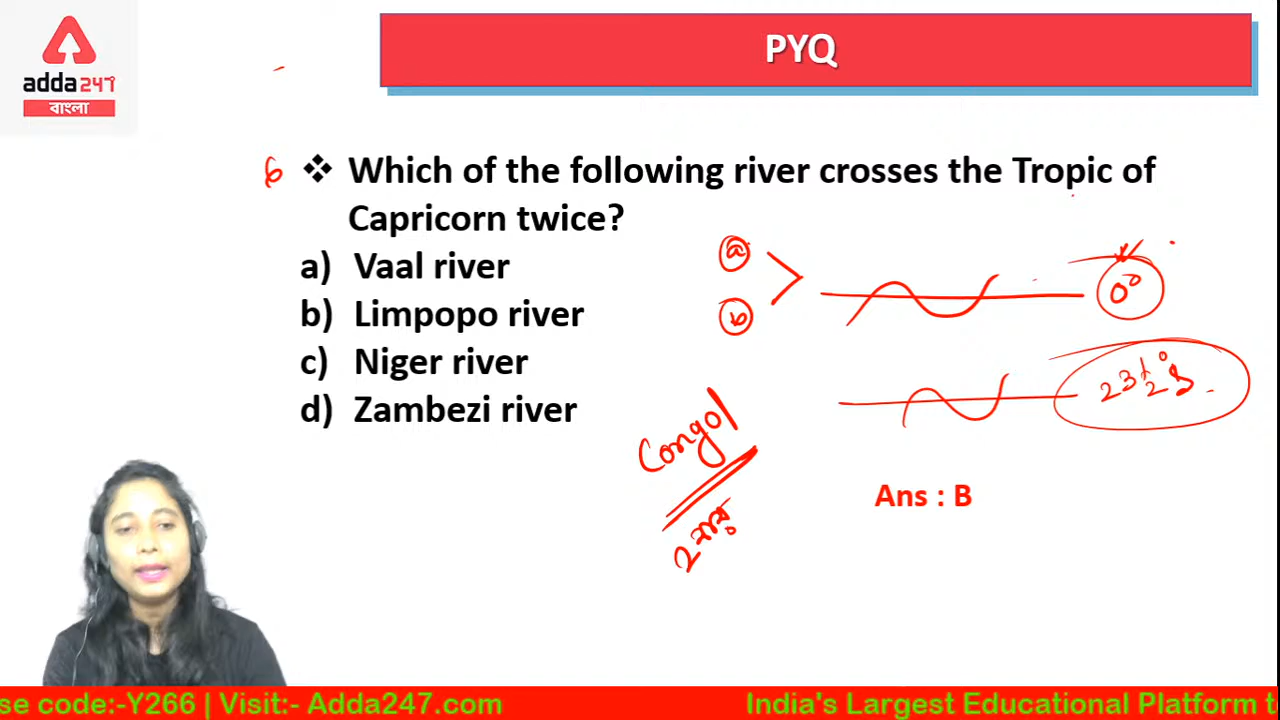 adda247
বাংলা
PYQ
6 ❖ Which of the following river crosses the Tropic of
Capricorn twice?
a) Vaal river
b) Limpopo river
c) Niger river
d) Zambezi river
a
b
0°
23½° S
Congo
Ans : B
se code:-Y266 | Visit:- Adda247.com
India's Largest Educational Platform t